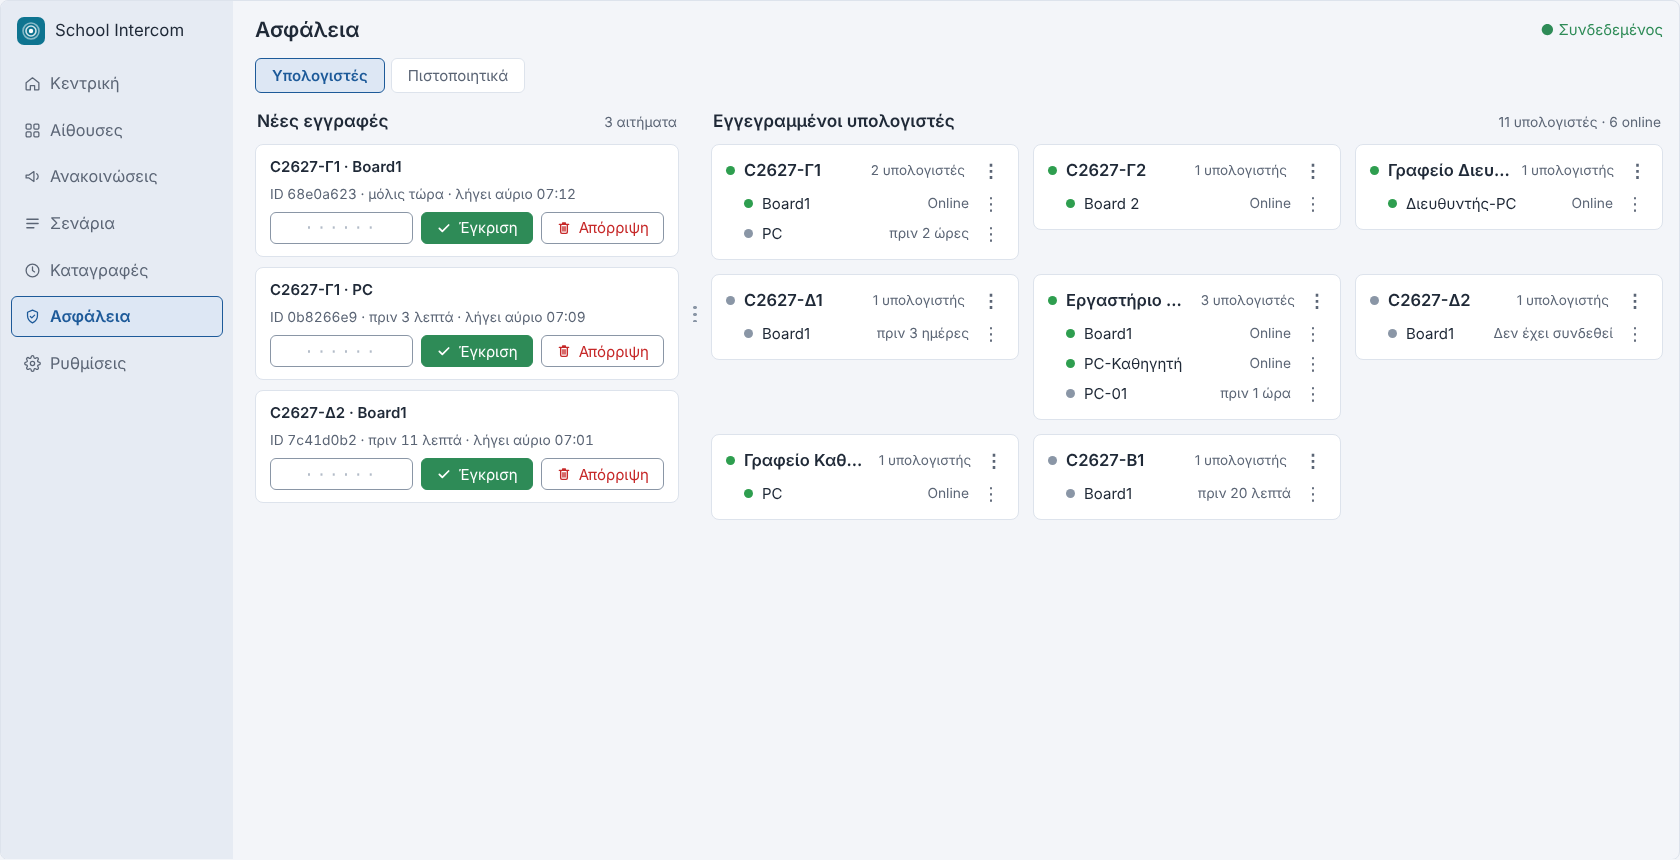 School Intercom
Κεντρική
Αίθουσες
Ανακοινώσεις
Σενάρια
Καταγραφές
Ασφάλεια
Ρυθμίσεις
Ασφάλεια
Συνδεδεμένος
Υπολογιστές
Πιστοποιητικά
Νέες εγγραφές
3 αιτήματα
C2627-Γ1 · Board1
ID 68e0a623 · μόλις τώρα · λήγει αύριο 07:12
· · · · · ·
Έγκριση
Απόρριψη
C2627-Γ1 · PC
ID 0b8266e9 · πριν 3 λεπτά · λήγει αύριο 07:09
· · · · · ·
Έγκριση
Απόρριψη
C2627-Δ2 · Board1
ID 7c41d0b2 · πριν 11 λεπτά · λήγει αύριο 07:01
· · · · · ·
Έγκριση
Απόρριψη
Εγγεγραμμένοι υπολογιστές
11 υπολογιστές · 6 online
C2627-Γ1
2 υπολογιστές
Board1
Online
PC
πριν 2 ώρες
C2627-Γ2
1 υπολογιστής
Board 2
Online
Γραφείο Διευ...
1 υπολογιστής
Διευθυντής-PC
Online
C2627-Δ1
1 υπολογιστής
Board1
πριν 3 ημέρες
Εργαστήριο ...
3 υπολογιστές
Board1
Online
PC-Καθηγητή
Online
PC-01
πριν 1 ώρα
C2627-Δ2
1 υπολογιστής
Board1
Δεν έχει συνδεθεί
Γραφείο Καθ...
1 υπολογιστής
PC
Online
C2627-Β1
1 υπολογιστής
Board1
πριν 20 λεπτά